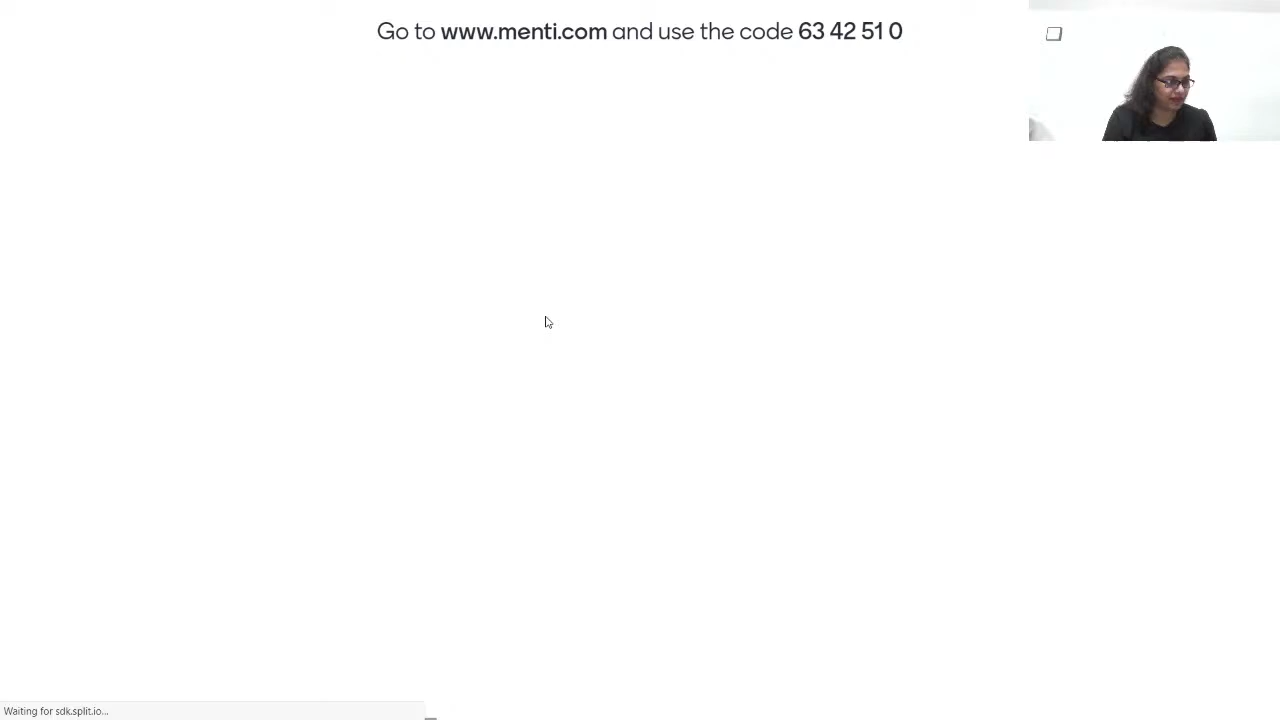 Go to www.menti.com and use the code 63 42 51 0
Waiting for sdk.split.io...